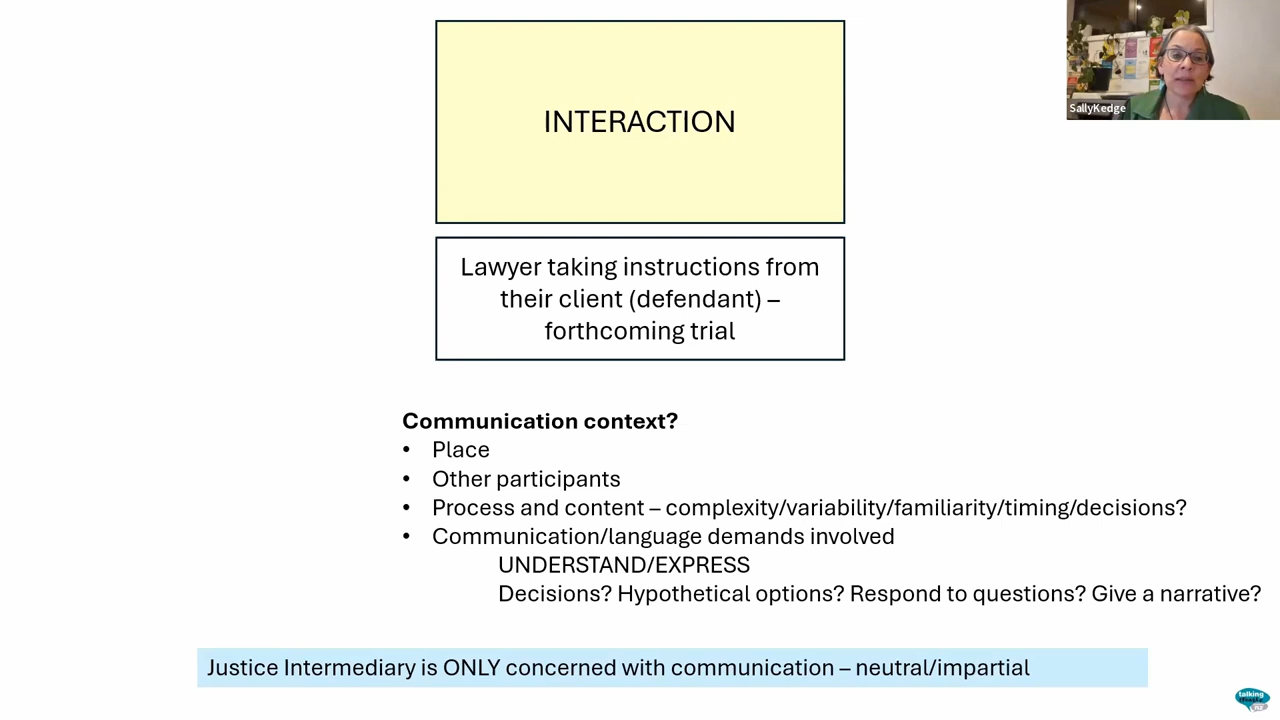 INTERACTION
SallyKedge
Lawyer taking instructions from
their client (defendant) –
forthcoming trial
Communication context?
• Place
• Other participants
• Process and content – complexity/variability/familiarity/timing/decisions?
• Communication/language demands involved
UNDERSTAND/EXPRESS
Decisions? Hypothetical options? Respond to questions? Give a narrative?
Justice Intermediary is ONLY concerned with communication – neutral/impartial
talking